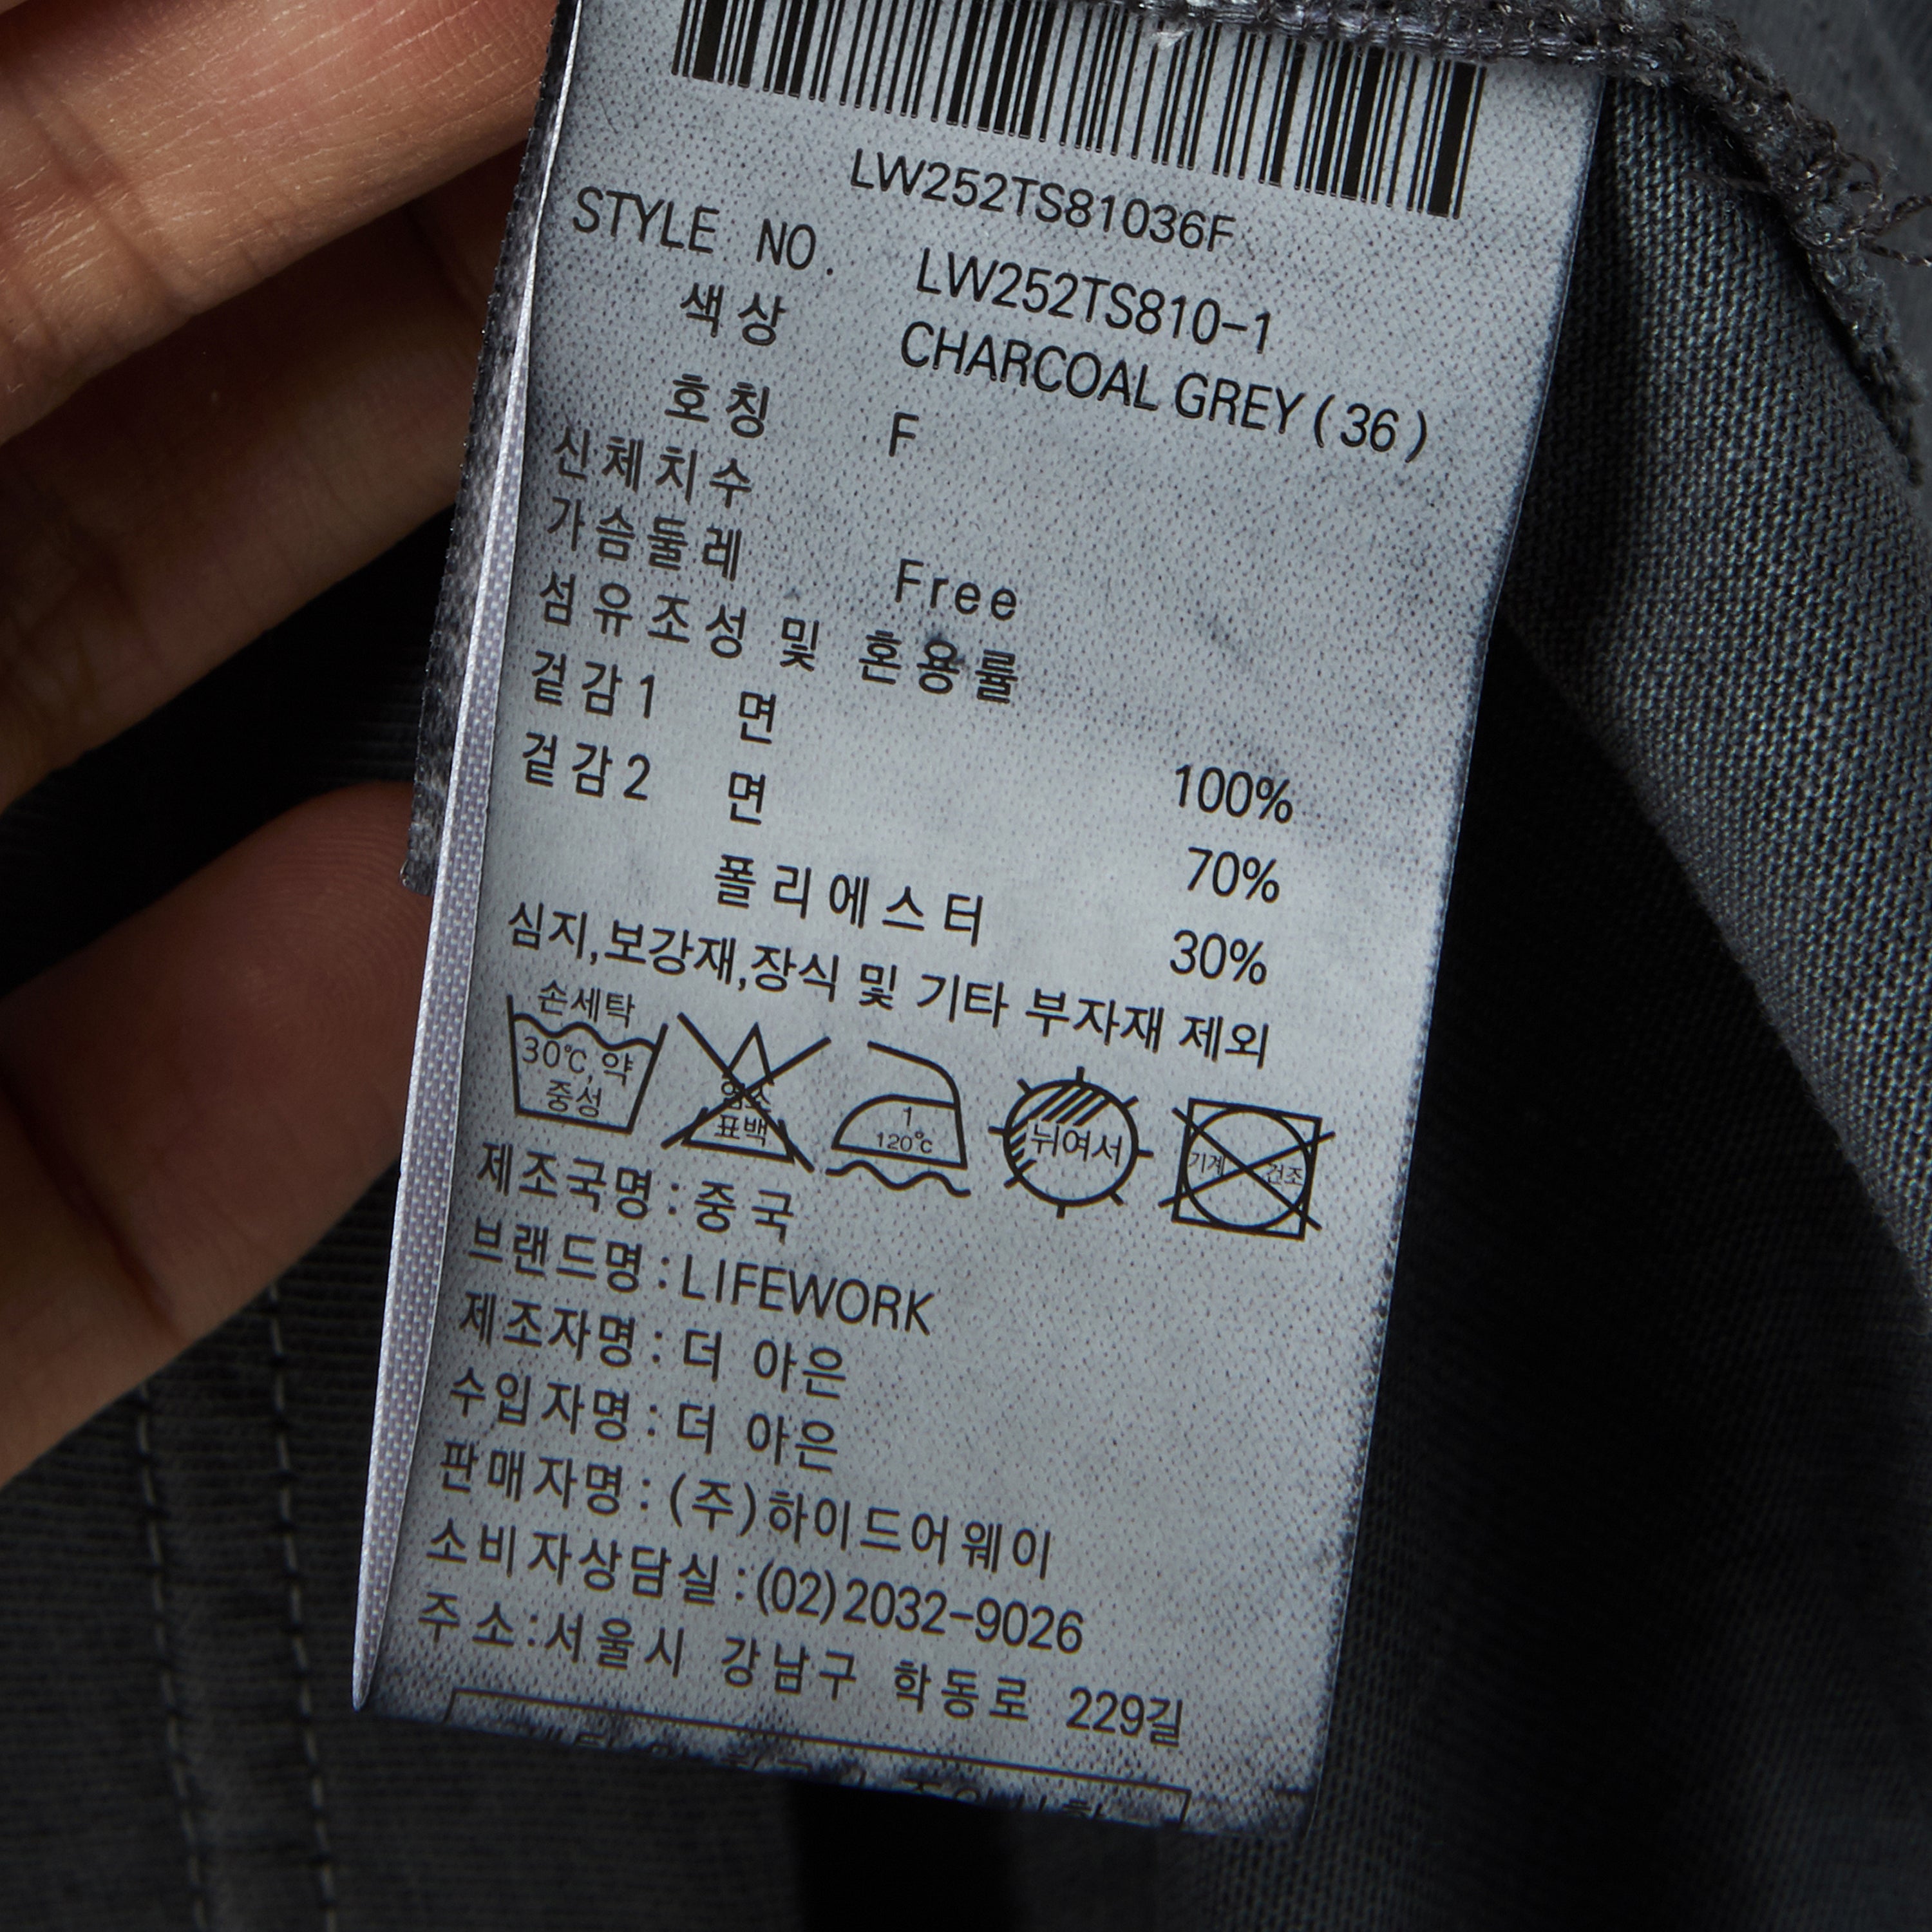 LW252TS81036F
STYLE NO. LW252TS810-1
색상 CHARCOAL GREY (36)
호칭 F
신체치수
가슴둘레 Free
섬유조성 및 혼용률
겉감1 면 100%
겉감2 면 70%
폴리에스터 30%
심지,보강재,장식 및 기타 부자재 제외
손세탁
30℃, 약
중성
염소
표백
1
120℃
뉘여서
기계 건조
제조국명:중국
브랜드명:LIFEWORK
제조자명:더 아은
수입자명:더 아은
판매자명:(주)하이드어웨이
소비자상담실:(02)2032-9026
주소:서울시 강남구 학동로 229길